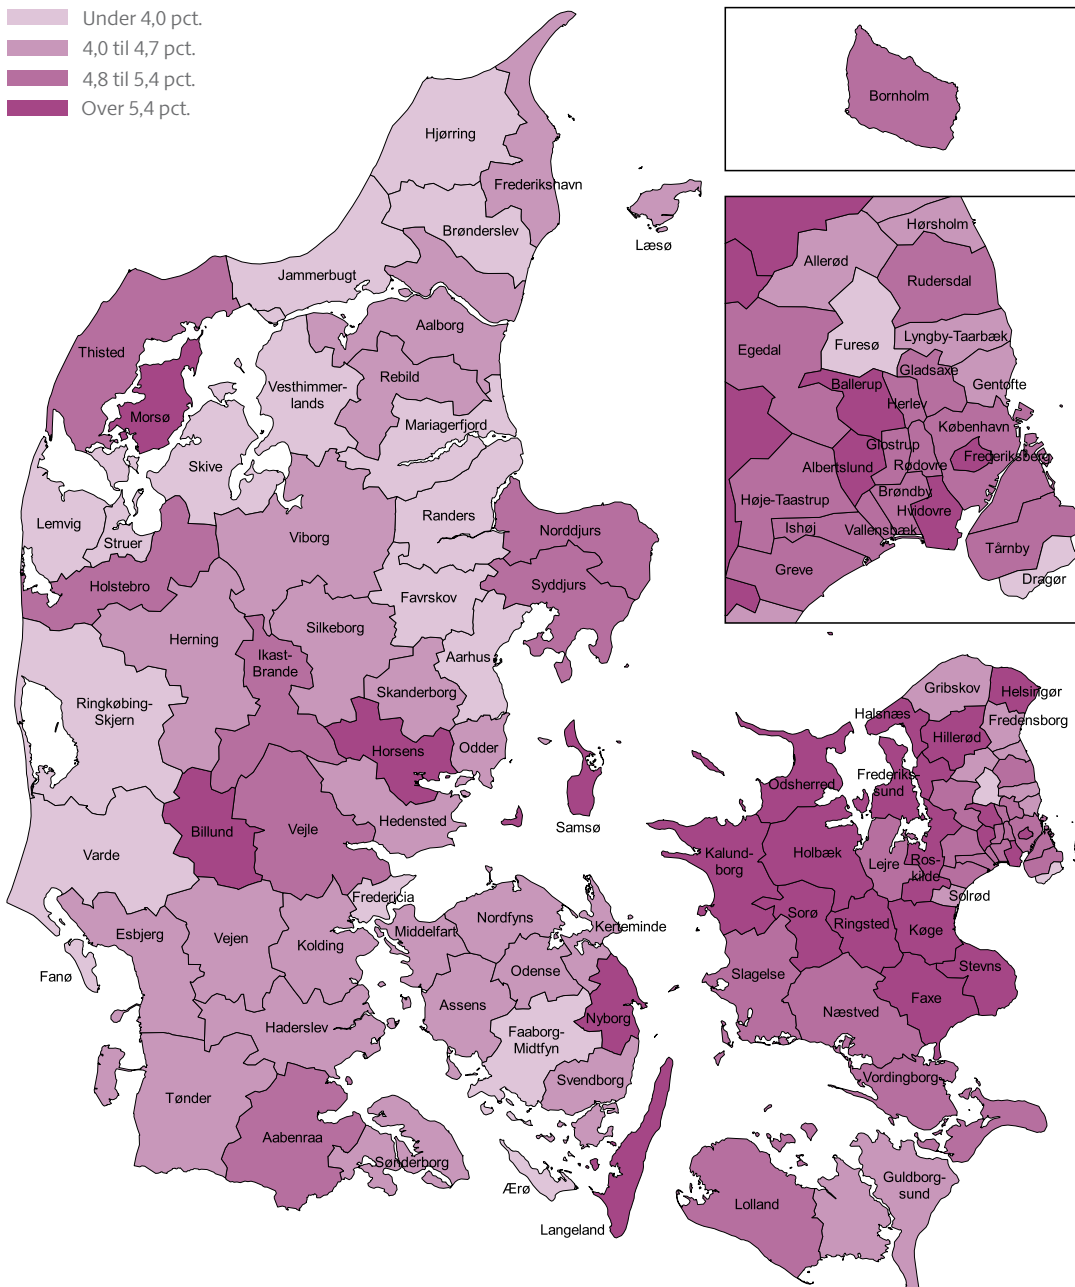 Under 4,0 pct.
4,0 til 4,7 pct.
4,8 til 5,4 pct.
Over 5,4 pct.
Bornholm
Hjørring
Frederikshavn
Læsø
Brønderslev
Jammerbugt
Aalborg
Thisted
Rebild
Vesthimmer-
lands
Morsø
Mariagerfjord
Skive
Lemvig
Struer
Viborg
Randers
Norddjurs
Holstebro
Syddjurs
Favrskov
Herning
Silkeborg
Ikast-
Brande
Aarhus
Skanderborg
Ringkøbing-
Skjern
Horsens
Odder
Hedensted
Samsø
Billund
Vejle
Varde
Fredericia
Esbjerg
Vejen
Kolding
Middelfart
Nordfyns
Kerteminde
Fanø
Odense
Assens
Nyborg
Haderslev
Faaborg-
Midtfyn
Svendborg
Tønder
Aabenraa
Sønderborg
Ærø
Langeland
Hørsholm
Allerød
Rudersdal
Egedal
Furesø
Lyngby-Taarbæk
Gladsaxe
Ballerup
Gentofte
Herlev
København
Glostrup
Frederiksberg
Albertslund
Rødovre
Høje-Taastrup
Brøndby
Hvidovre
Ishøj
Vallensbæk
Greve
Tårnby
Dragør
Gribskov
Helsingør
Halsnæs
Fredensborg
Hillerød
Odsherred
Frederiks-
sund
Kalund-
borg
Holbæk
Lejre
Ros-
kilde
Solrød
Sorø
Ringsted
Køge
Slagelse
Stevns
Faxe
Næstved
Vordingborg
Lolland
Guldborg-
sund